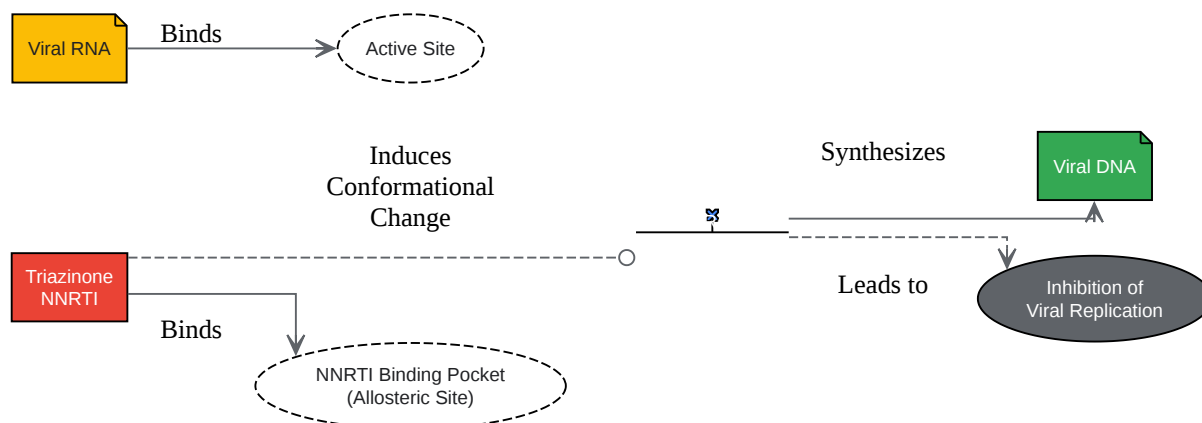 Viral RNA
Binds
Active Site
Induces
Conformational
Change
Synthesizes
Viral DNA
Triazinone
NNRTI
Binds
Leads to
Inhibition of
Viral Replication
NNRTI Binding Pocket
(Allosteric Site)